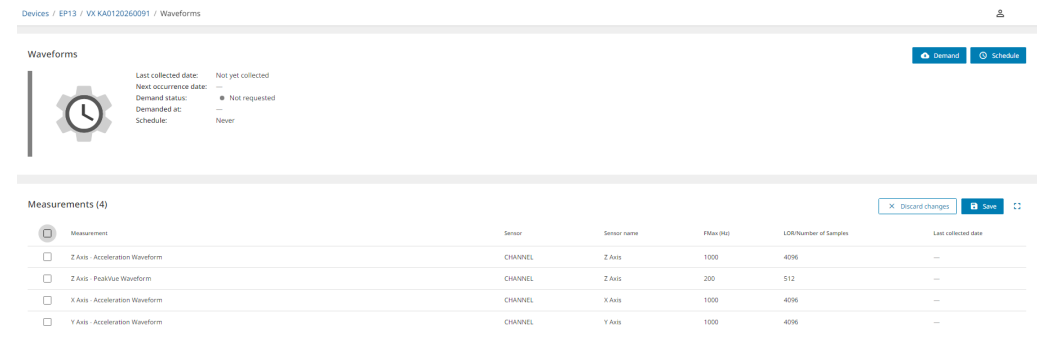 Devices / EP13 / VX KA0120260091 / Waveforms
Waveforms
Demand Schedule
Last collected date: Not yet collected
Next occurrence date: —
Demand status: Not requested
Demanded at: —
Schedule: Never
Measurements (4)
Discard changes Save
Measurement Sensor Sensor name FMax (Hz) LOR/Number of Samples Last collected date
Z Axis - Acceleration Waveform CHANNEL Z Axis 1000 4096 —
Z Axis - PeakVue Waveform CHANNEL Z Axis 200 512 —
X Axis - Acceleration Waveform CHANNEL X Axis 1000 4096 —
Y Axis - Acceleration Waveform CHANNEL Y Axis 1000 4096 —